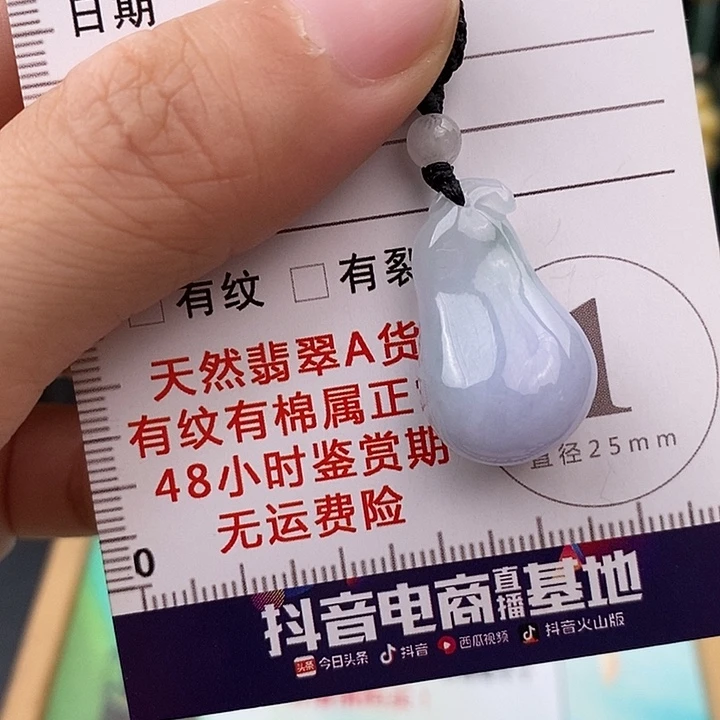 日期
有纹 有裂
天然翡翠A货
有纹有棉属正
48小时鉴赏期
无运费险
1
直径25mm
0
抖音电商直播基地
头条 今日头条 抖音 西瓜视频 抖音火山版